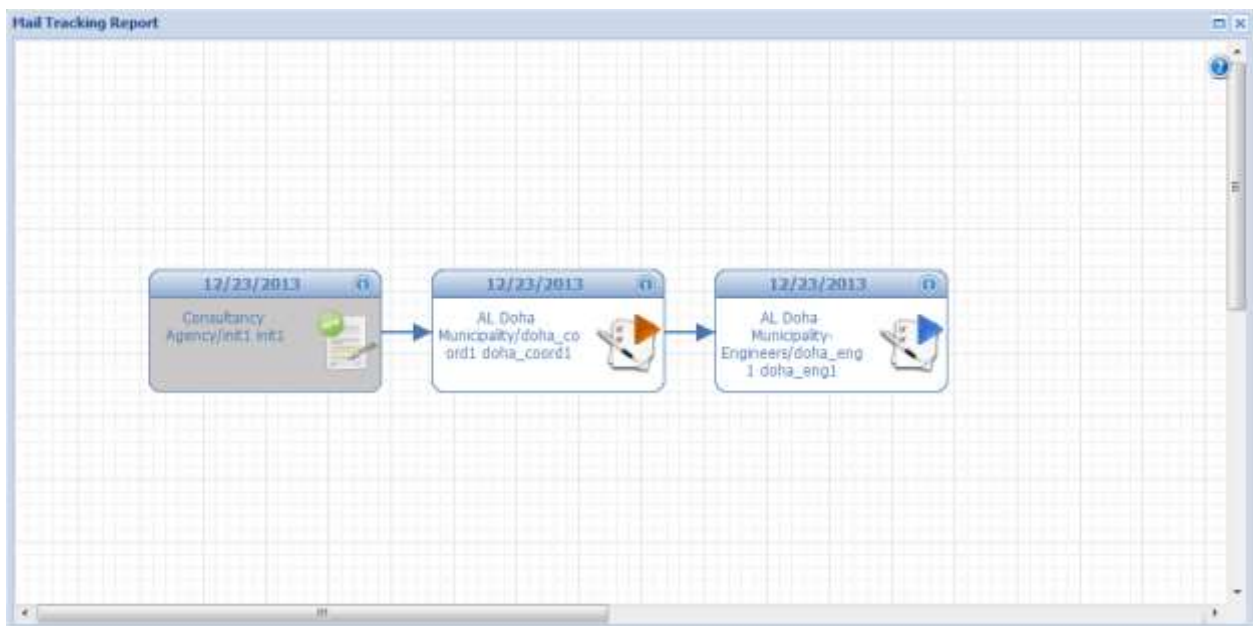 Mail Tracking Report
12/23/2013
Consultancy
Agency/init1 init1
12/23/2013
AL Doha
Municipality/doha_co
ord1 doha_coord1
12/23/2013
AL Doha
Municipality-
Engineers/doha_eng
1 doha_eng1